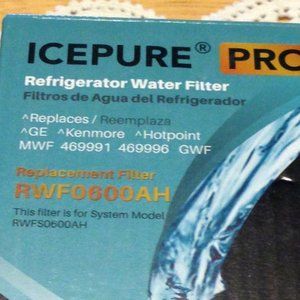 ICEPURE® PRO
Refrigerator Water Filter
Filtros de Agua del Refrigerador
^Replaces / Reemplaza
^GE ^Kenmore ^Hotpoint
MWF 469991 469996 GWF
Replacement Filter
RWF0600AH
This filter is for System Model
RWFS0600AH